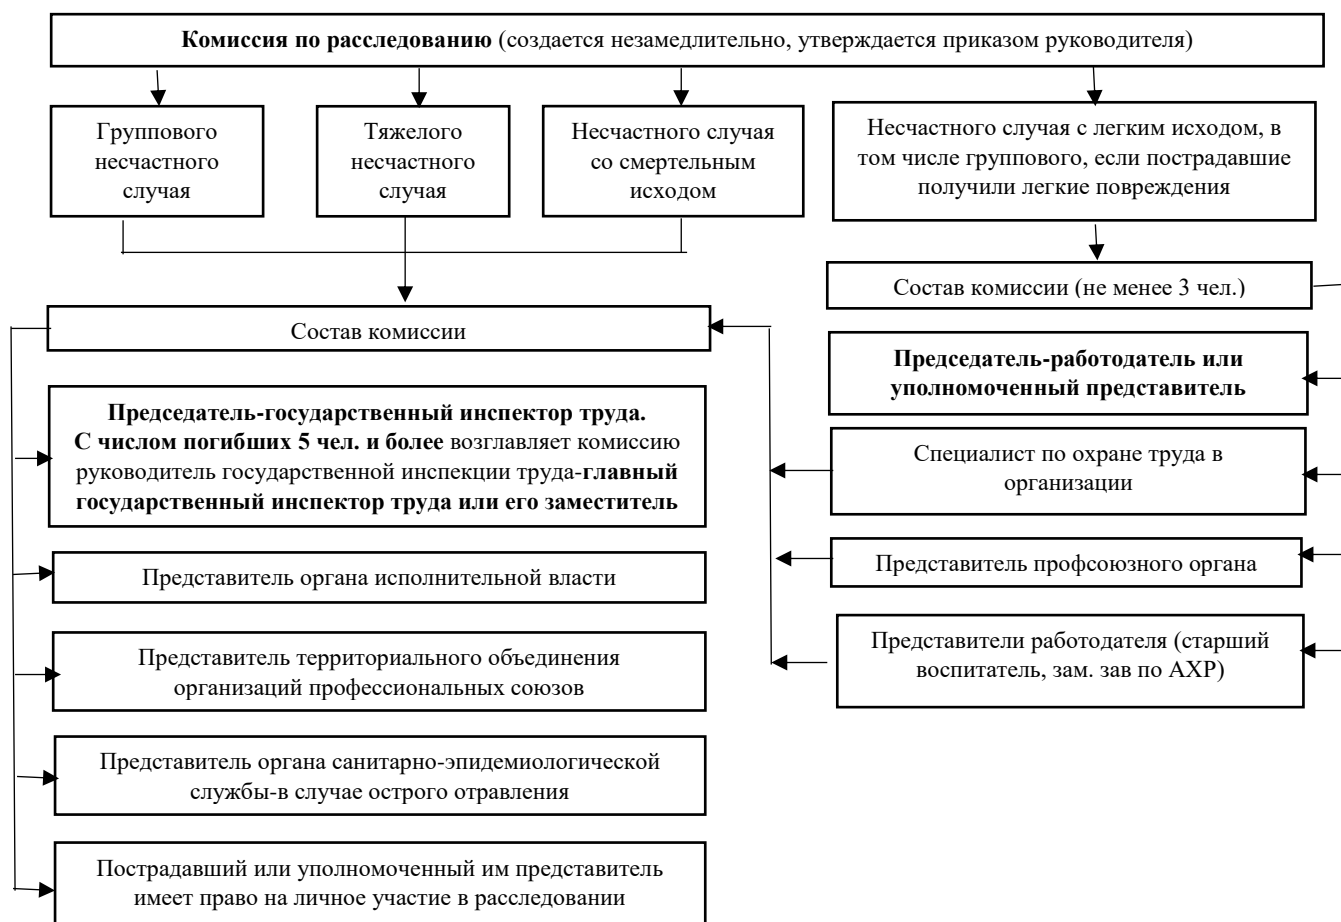 Комиссия по расследованию (создается незамедлительно, утверждается приказом руководителя)
Группового
несчастного
случая
Тяжелого
несчастного
случая
Несчастного случая
со смертельным
исходом
Несчастного случая с легким исходом, в
том числе группового, если пострадавшие
получили легкие повреждения
Состав комиссии (не менее 3 чел.)
Состав комиссии
Председатель-работодатель или
уполномоченный представитель
Председатель-государственный инспектор труда.
С числом погибших 5 чел. и более возглавляет комиссию
руководитель государственной инспекции труда-главный
государственный инспектор труда или его заместитель
Специалист по охране труда в
организации
Представитель органа исполнительной власти
Представитель профсоюзного органа
Представитель территориального объединения
организаций профессиональных союзов
Представители работодателя (старший
воспитатель, зам. зав по АХР)
Представитель органа санитарно-эпидемиологической
службы-в случае острого отравления
Пострадавший или уполномоченный им представитель
имеет право на личное участие в расследовании